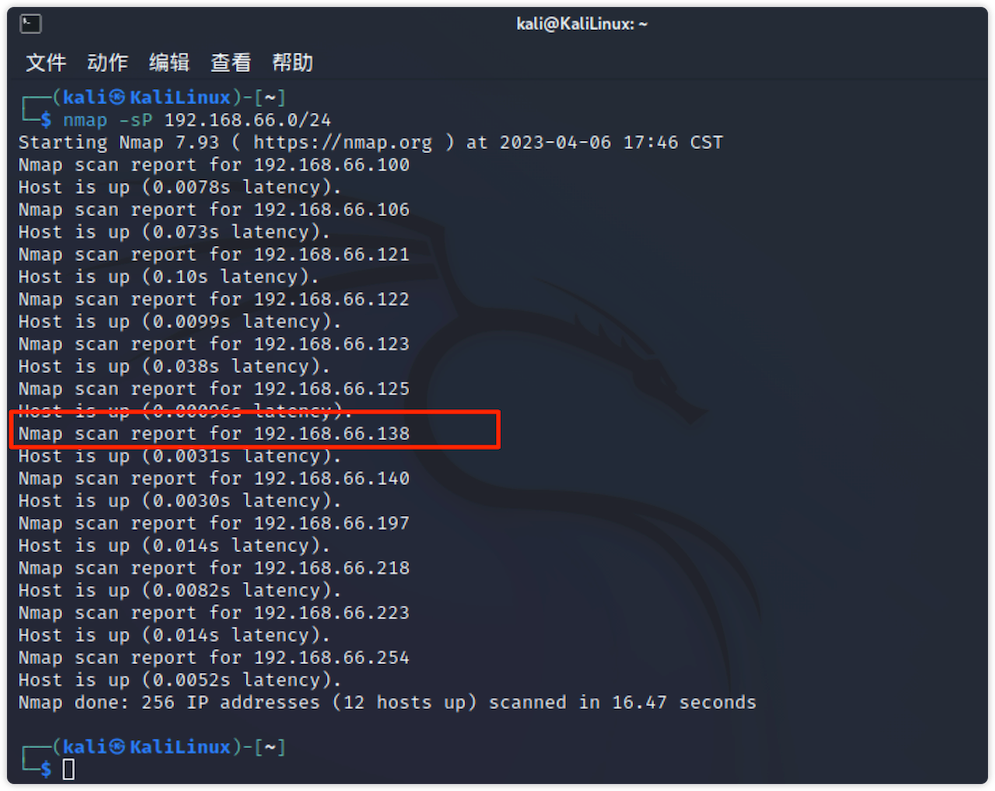 kali@KaliLinux: ~
文件 动作 编辑 查看 帮助
┌──(kali㉿KaliLinux)-[~]
└─$ nmap -sP 192.168.66.0/24
Starting Nmap 7.93 ( https://nmap.org ) at 2023-04-06 17:46 CST
Nmap scan report for 192.168.66.100
Host is up (0.0078s latency).
Nmap scan report for 192.168.66.106
Host is up (0.073s latency).
Nmap scan report for 192.168.66.121
Host is up (0.10s latency).
Nmap scan report for 192.168.66.122
Host is up (0.0099s latency).
Nmap scan report for 192.168.66.123
Host is up (0.038s latency).
Nmap scan report for 192.168.66.125
Host is up (0.00096s latency).
Nmap scan report for 192.168.66.138
Host is up (0.0031s latency).
Nmap scan report for 192.168.66.140
Host is up (0.0030s latency).
Nmap scan report for 192.168.66.197
Host is up (0.014s latency).
Nmap scan report for 192.168.66.218
Host is up (0.0082s latency).
Nmap scan report for 192.168.66.223
Host is up (0.014s latency).
Nmap scan report for 192.168.66.254
Host is up (0.0052s latency).
Nmap done: 256 IP addresses (12 hosts up) scanned in 16.47 seconds
┌──(kali㉿KaliLinux)-[~]
└─$